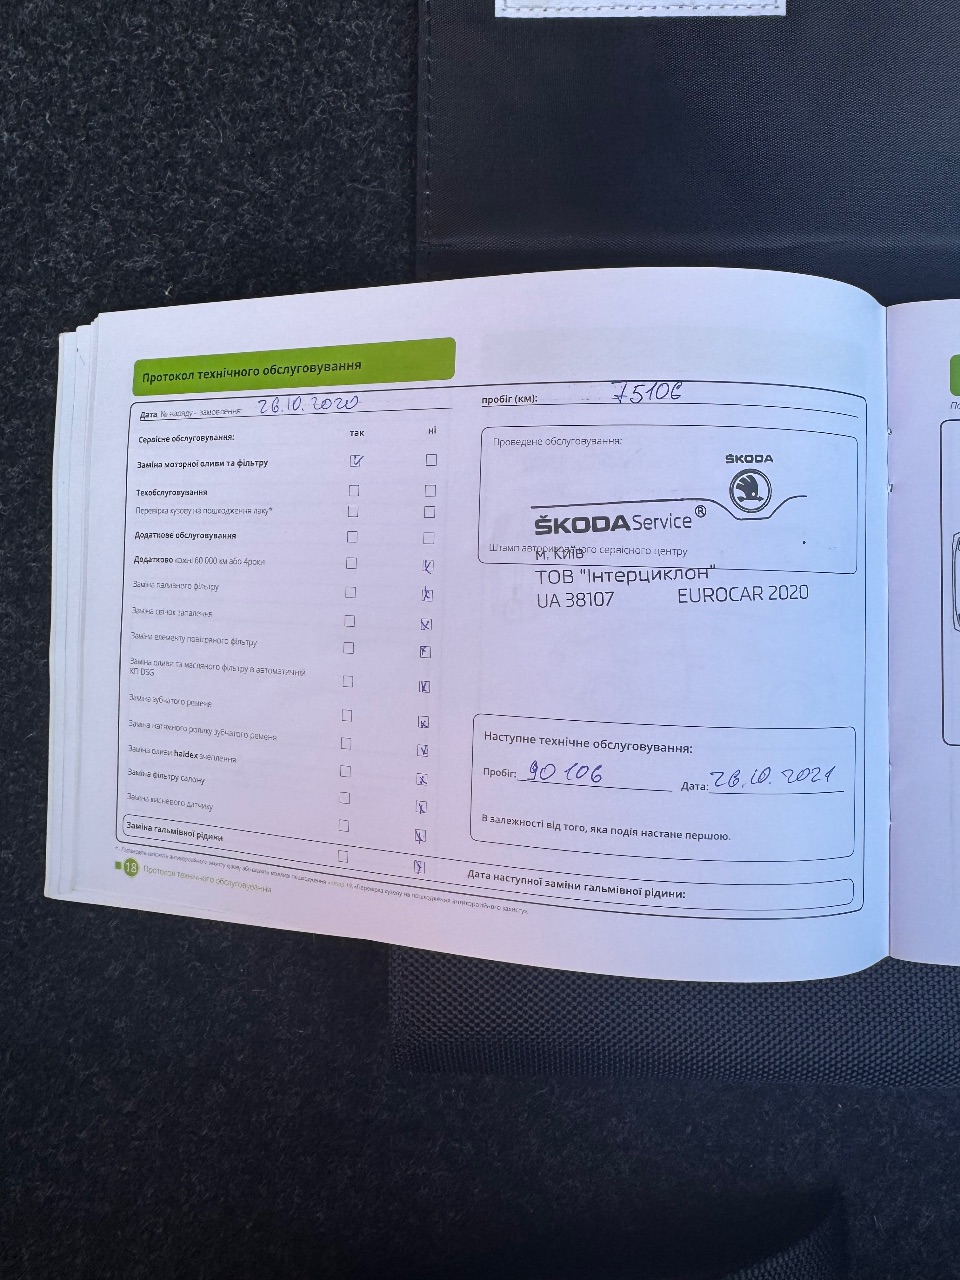 Протокол технічного обслуговування
Дата № наряду - замовлення: 26.10.2020
пробіг (км): 75106
Сервісне обслуговування: так ні
Заміна моторної оливи та фільтру
Техобслуговування
Перевірка кузову на пошкодження лаку*
Додаткове обслуговування
Додатково кожні 60 000 км або 4роки
Заміна паливного фільтру
Заміна свічок запалення
Заміна елементу повітряного фільтру
Заміна оливи та масляного фільтру в автоматичній
КП DSG
Заміна зубчатого ременя
Заміна натяжного ролику зубчатого ременя
Заміна оливи haldex зчеплення
Заміна фільтру салону
Заміна кисневого датчику
Заміна гальмівної рідини
Проведене обслуговування:
ŠKODA
ŠKODA Service®
Штамп авторизованого сервісного центру
м. Київ
ТОВ "Інтерциклон"
UA 38107 EUROCAR 2020
Наступне технічне обслуговування:
Пробіг: 90 106 Дата: 26.10.2021
В залежності від того, яка подія настане першою.
Дата наступної заміни гальмівної рідини:
18 Протокол технічного обслуговування